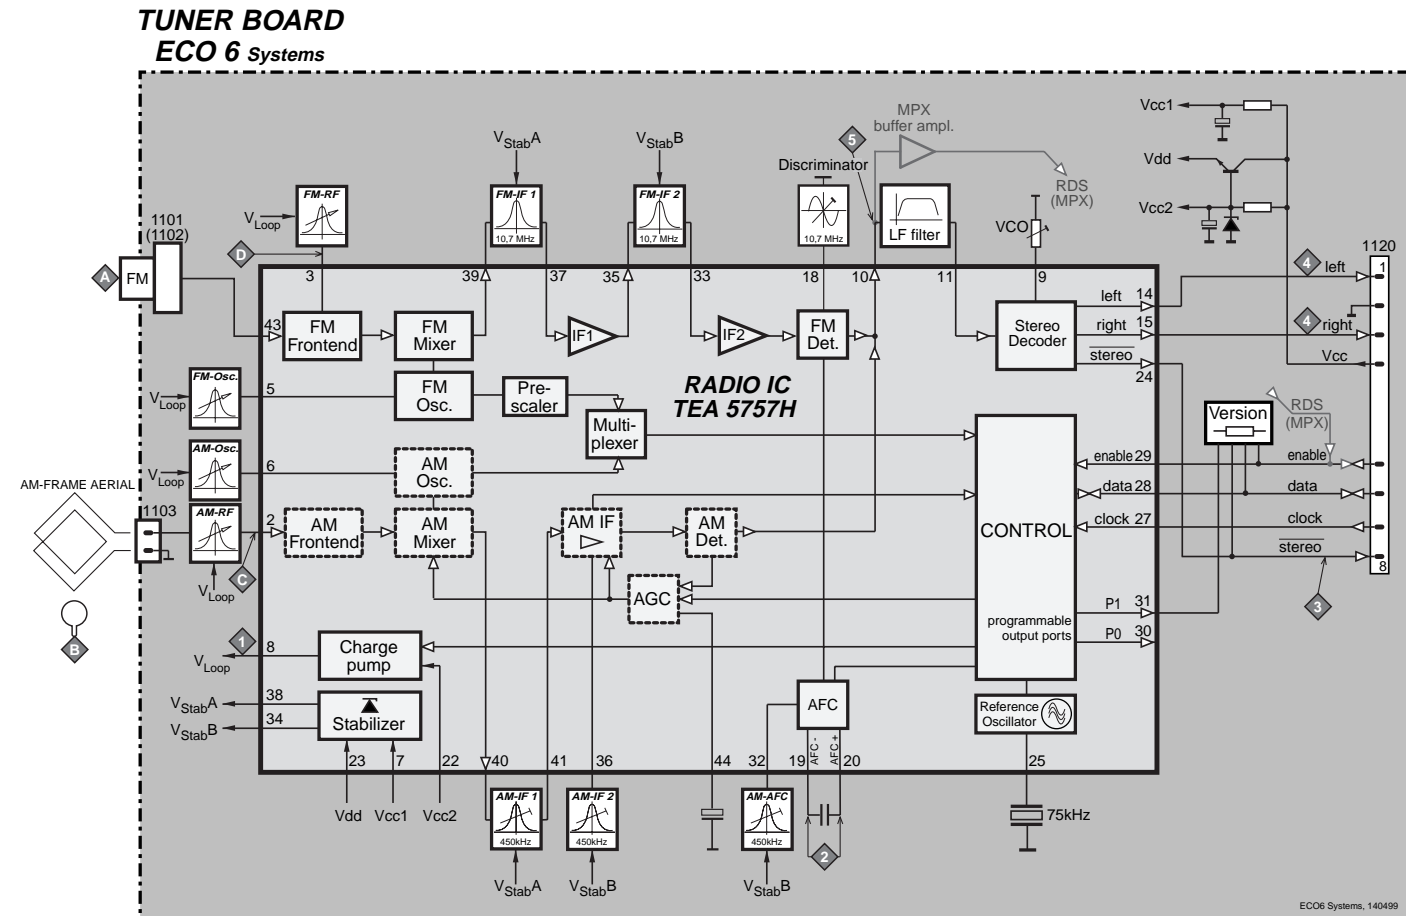 TUNER BOARD
ECO 6 Systems
Vcc1
Vdd
Vcc2
MPX
buffer ampl.
5
RDS
(MPX)
VStabA
VStabB
Discriminator
FM-RF
VLoop
FM-IF 1
10,7 MHz
FM-IF 2
10,7 MHz
10,7 MHz
LF filter
VCO
1101
(1102)
D
A
FM
3
39
37
35
33
18
10
11
9
1120
1
4
left
4
right
Vcc
43
FM
Frontend
FM
Mixer
IF1
IF2
FM
Det.
Stereo
Decoder
left
14
right
15
stereo
24
FM-Osc.
VLoop
5
FM
Osc.
Pre-
scaler
RADIO IC
TEA 5757H
Multi-
plexer
Version
RDS
(MPX)
AM-Osc.
VLoop
6
AM
Osc.
enable 29
enable
data 28
data
clock 27
clock
stereo
8
3
AM-FRAME AERIAL
1103
AM-RF
VLoop
C
B
2
AM
Frontend
AM
Mixer
AM IF
AM
Det.
AGC
CONTROL
programmable
output ports
P1
31
P0
30
1
8
VLoop
Charge
pump
VStabA
38
VStabB
34
Stabilizer
AFC
AFC -
AFC +
Reference
Oscillator
23
7
22
40
41
36
44
32
19
20
25
Vdd
Vcc1
Vcc2
AM-IF 1
450kHz
AM-IF 2
450kHz
AM-AFC
450kHz
2
75kHz
VStabA
VStabB
VStabB
ECO6 Systems, 140499